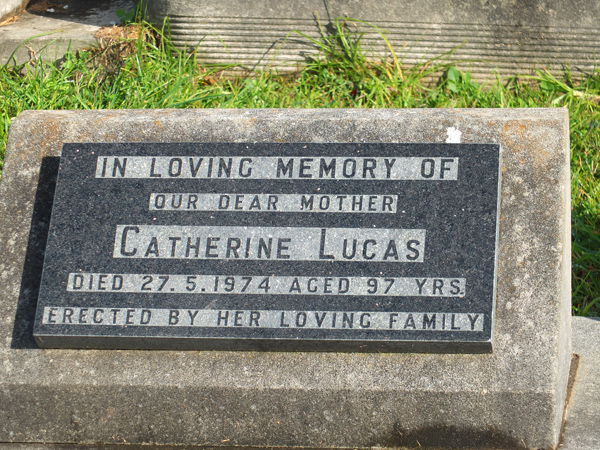 IN LOVING MEMORY OF
OUR DEAR MOTHER
CATHERINE LUCAS
DIED 27.5.1974 AGED 97 YRS.
ERECTED BY HER LOVING FAMILY